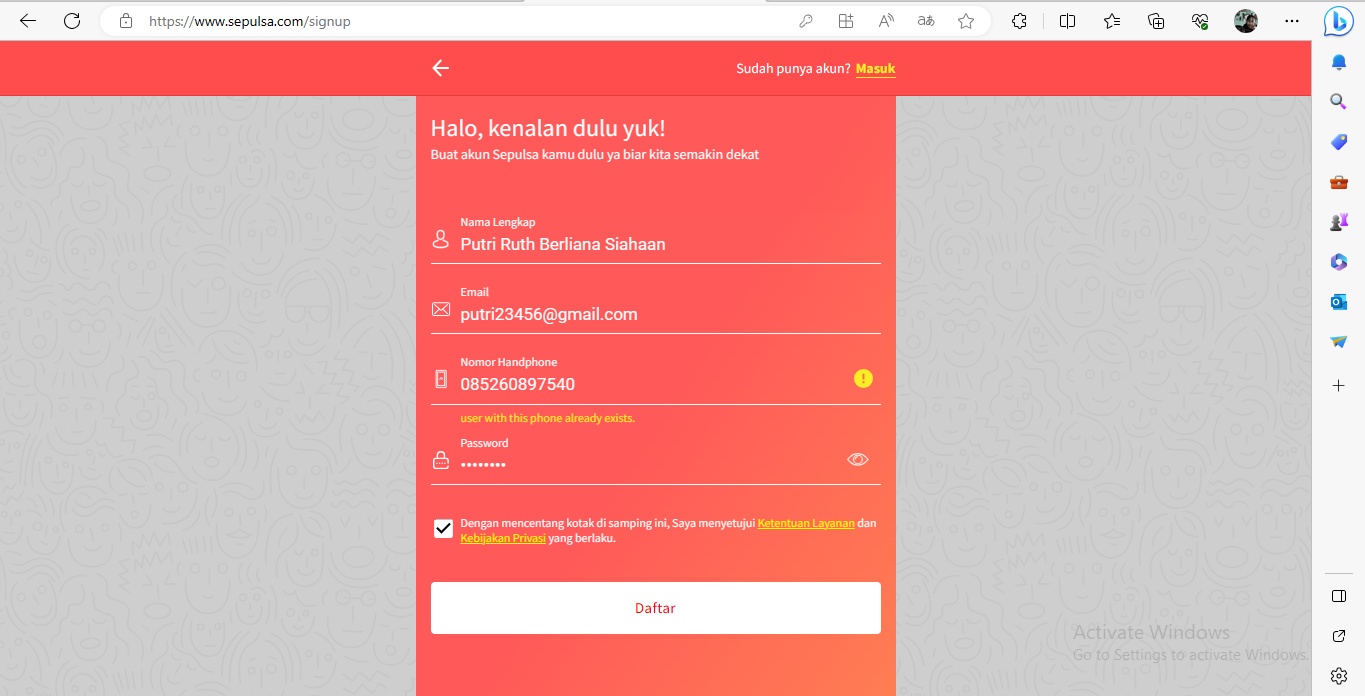 https://www.sepulsa.com/signup
Sudah punya akun? Masuk
Halo, kenalan dulu yuk!
Buat akun Sepulsa kamu dulu ya biar kita semakin dekat
Nama Lengkap
Putri Ruth Berliana Siahaan
Email
putri23456@gmail.com
Nomor Handphone
085260897540
user with this phone already exists.
Password
••••••••
Dengan mencentang kotak di samping ini, Saya menyetujui Ketentuan Layanan dan
Kebijakan Privasi yang berlaku.
Daftar
Activate Windows
Go to Settings to activate Windows.